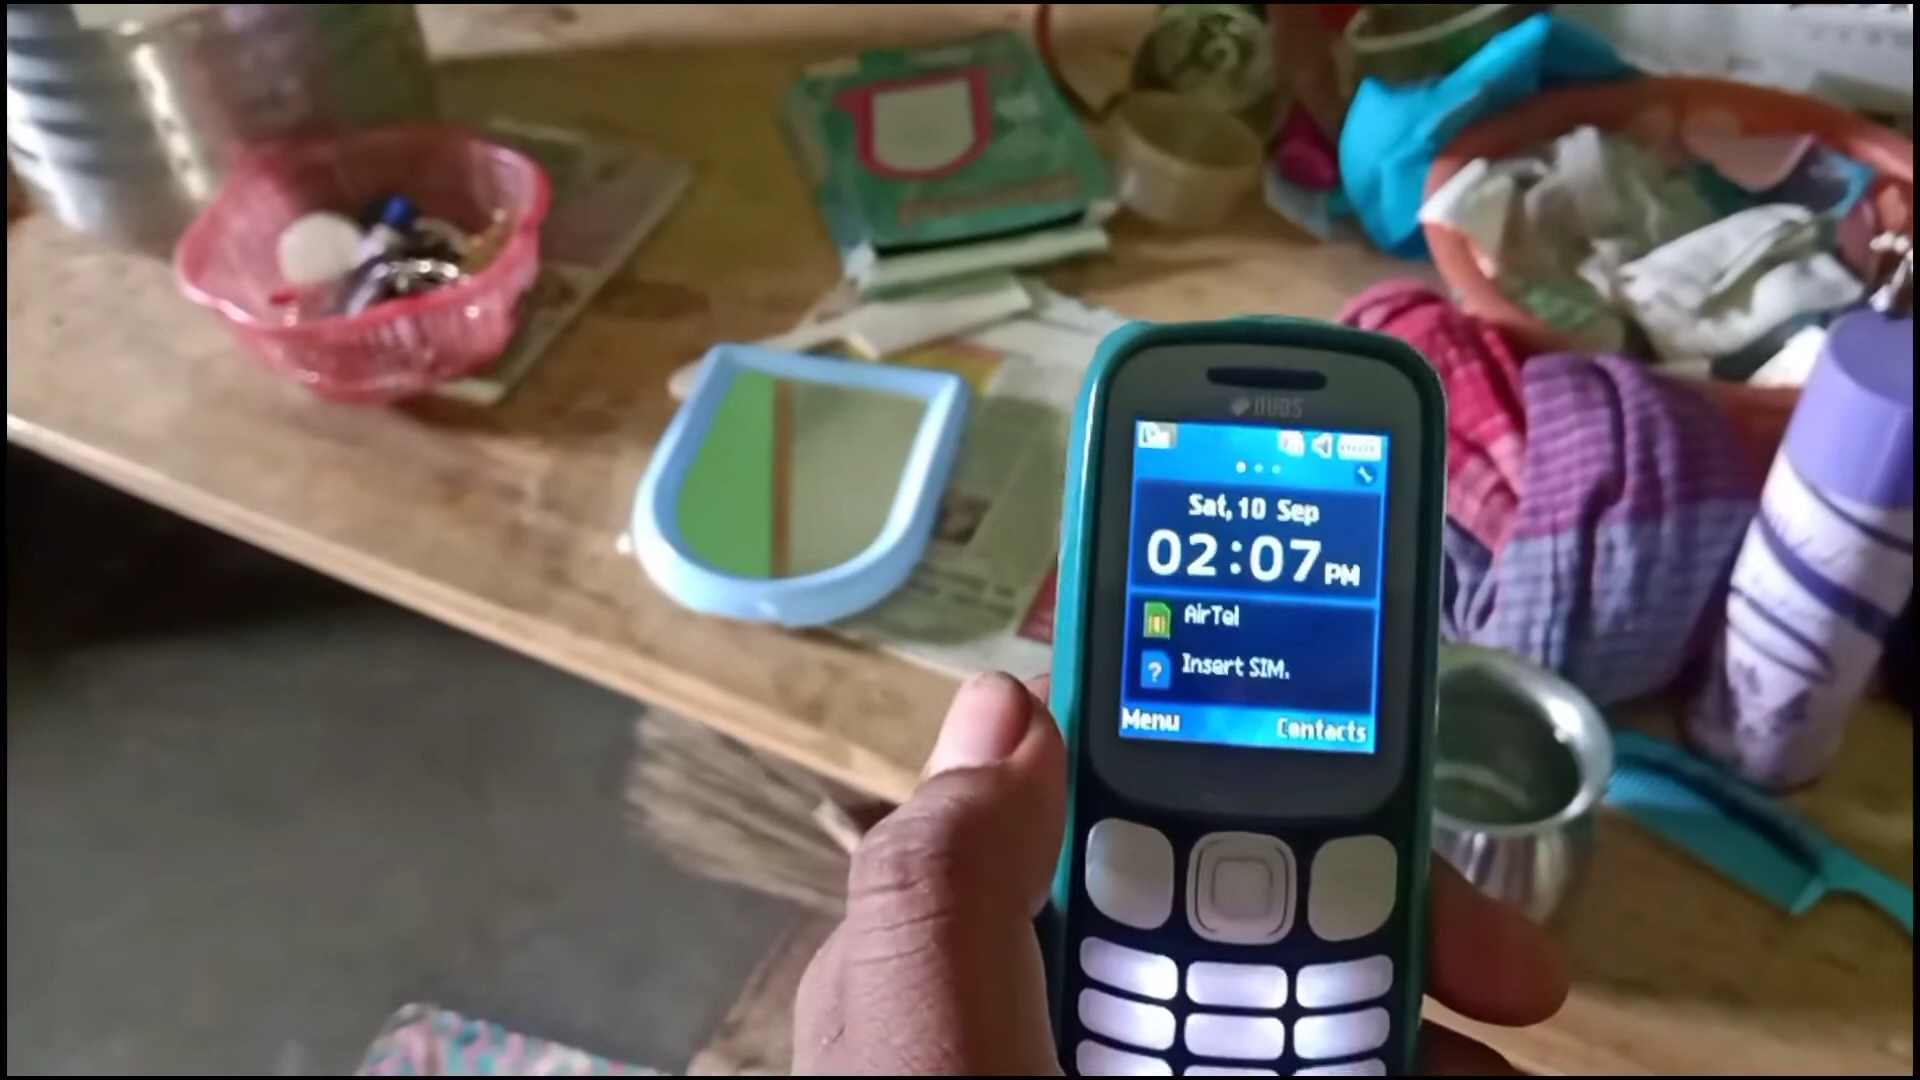 DUOS
Sat, 10 Sep
02:07 PM
AirTel
Insert SIM.
Menu
Contacts